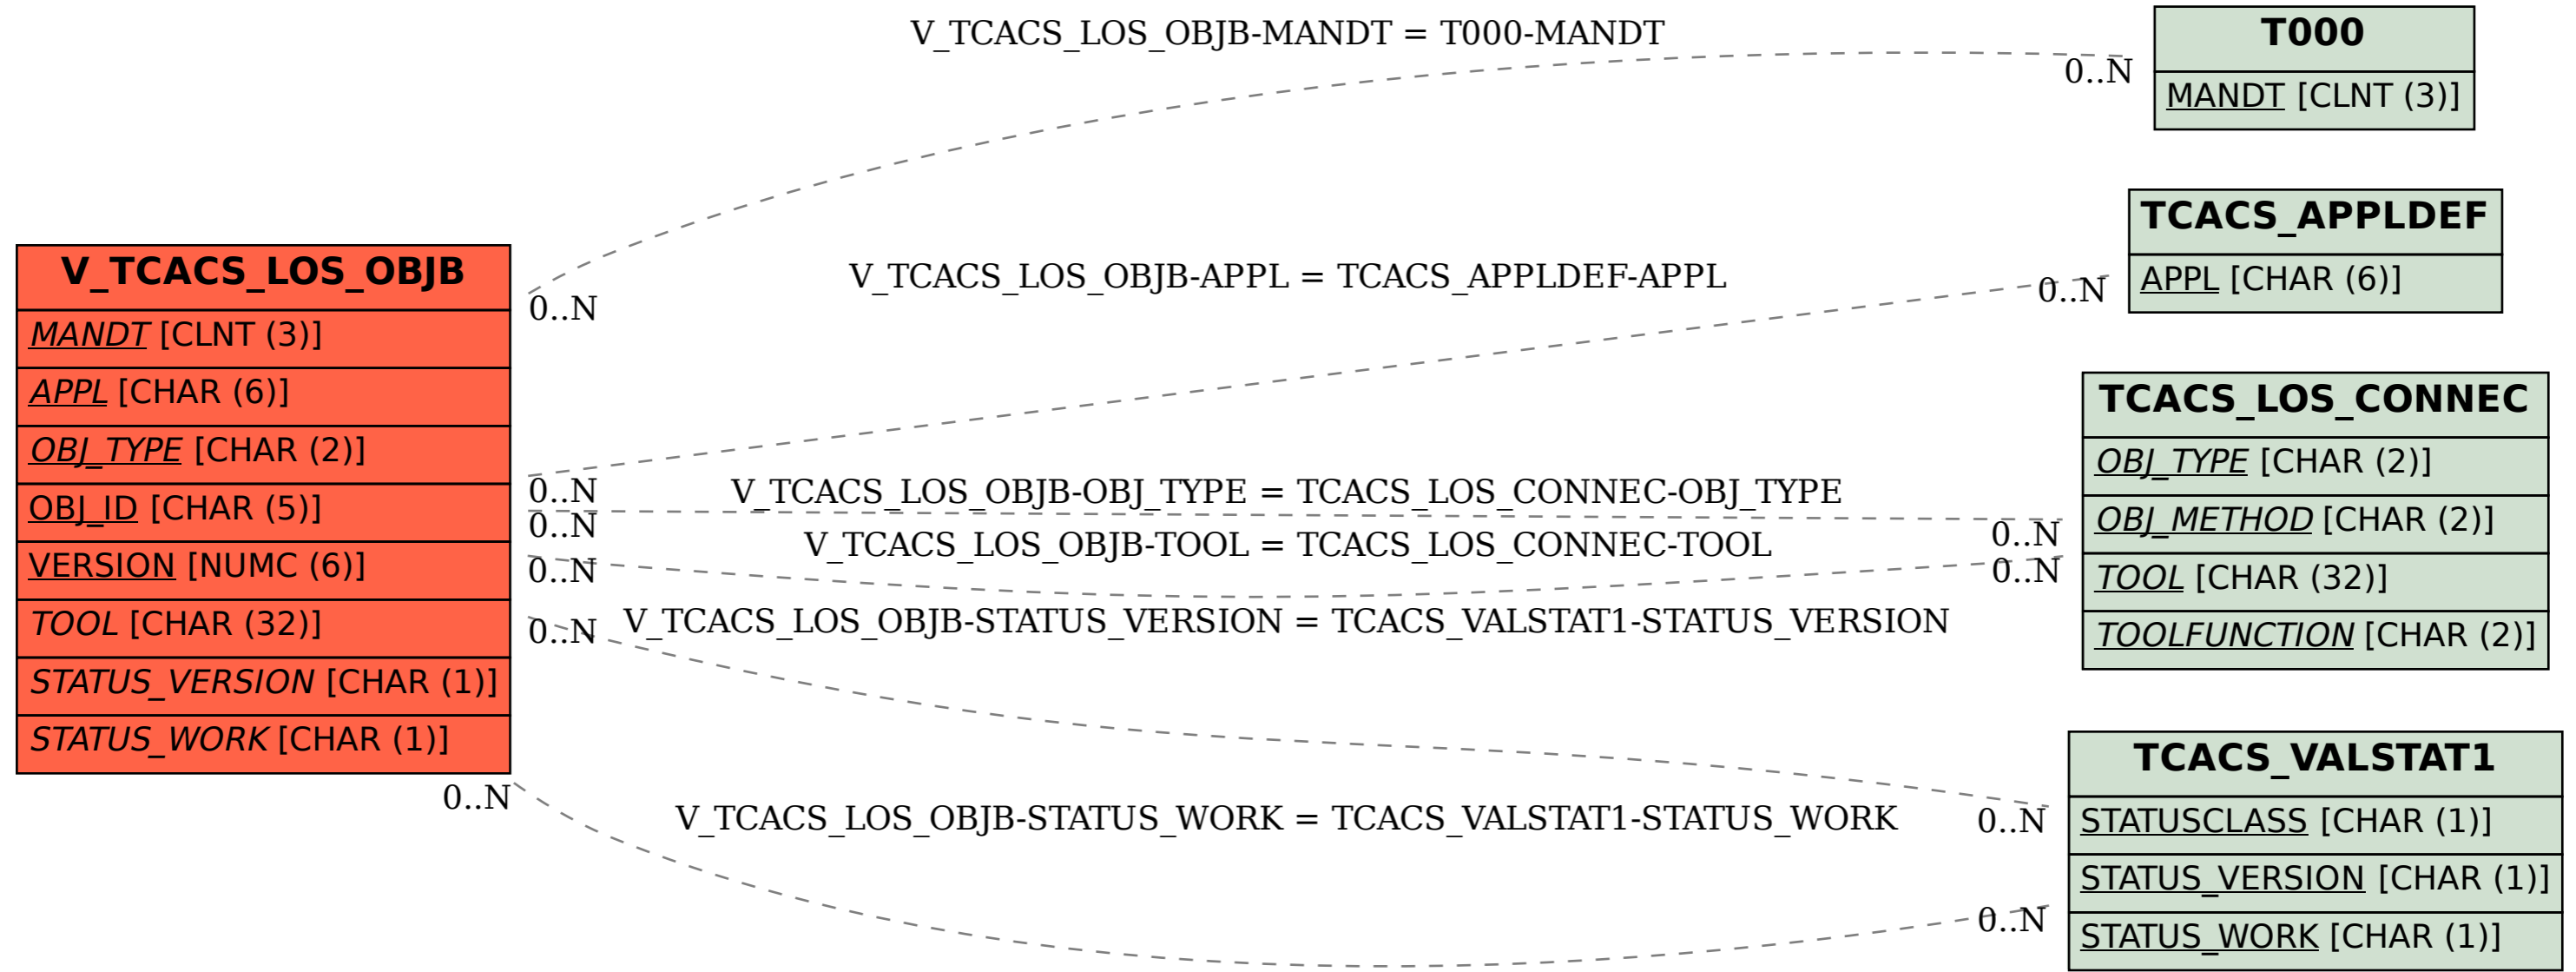 V_TCACS_LOS_OBJB
MANDT [CLNT (3)]
APPL [CHAR (6)]
OBJ_TYPE [CHAR (2)]
OBJ_ID [CHAR (5)]
VERSION [NUMC (6)]
TOOL [CHAR (32)]
STATUS_VERSION [CHAR (1)]
STATUS_WORK [CHAR (1)]
V_TCACS_LOS_OBJB-MANDT = T000-MANDT
0..N
0..N
V_TCACS_LOS_OBJB-APPL = TCACS_APPLDEF-APPL
0..N
0..N
V_TCACS_LOS_OBJB-OBJ_TYPE = TCACS_LOS_CONNEC-OBJ_TYPE
0..N
0..N
V_TCACS_LOS_OBJB-TOOL = TCACS_LOS_CONNEC-TOOL
0..N
0..N
V_TCACS_LOS_OBJB-STATUS_VERSION = TCACS_VALSTAT1-STATUS_VERSION
0..N
0..N
V_TCACS_LOS_OBJB-STATUS_WORK = TCACS_VALSTAT1-STATUS_WORK
0..N
0..N
T000
MANDT [CLNT (3)]
TCACS_APPLDEF
APPL [CHAR (6)]
TCACS_LOS_CONNEC
OBJ_TYPE [CHAR (2)]
OBJ_METHOD [CHAR (2)]
TOOL [CHAR (32)]
TOOLFUNCTION [CHAR (2)]
TCACS_VALSTAT1
STATUSCLASS [CHAR (1)]
STATUS_VERSION [CHAR (1)]
STATUS_WORK [CHAR (1)]